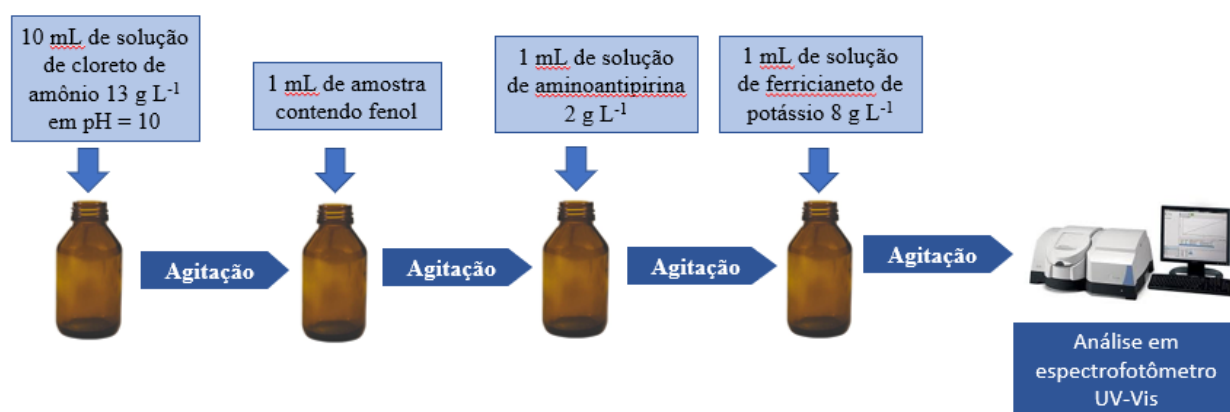 10 mL de solução
de cloreto de
amônio 13 g L-1
em pH = 10
1 mL de amostra
contendo fenol
1 mL de solução
de aminoantipirina
2 g L-1
1 mL de solução
de ferricianeto de
potássio 8 g L-1
Agitação
Agitação
Agitação
Agitação
Análise em
espectrofotômetro
UV-Vis